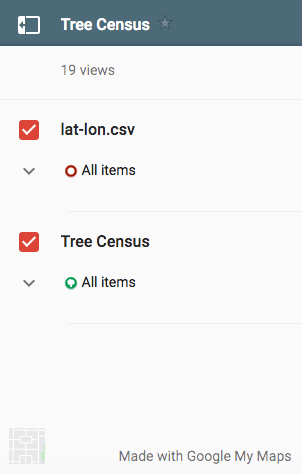 Tree Census
19 views
lat-lon.csv
All items
Tree Census
All items
Made with Google My Maps